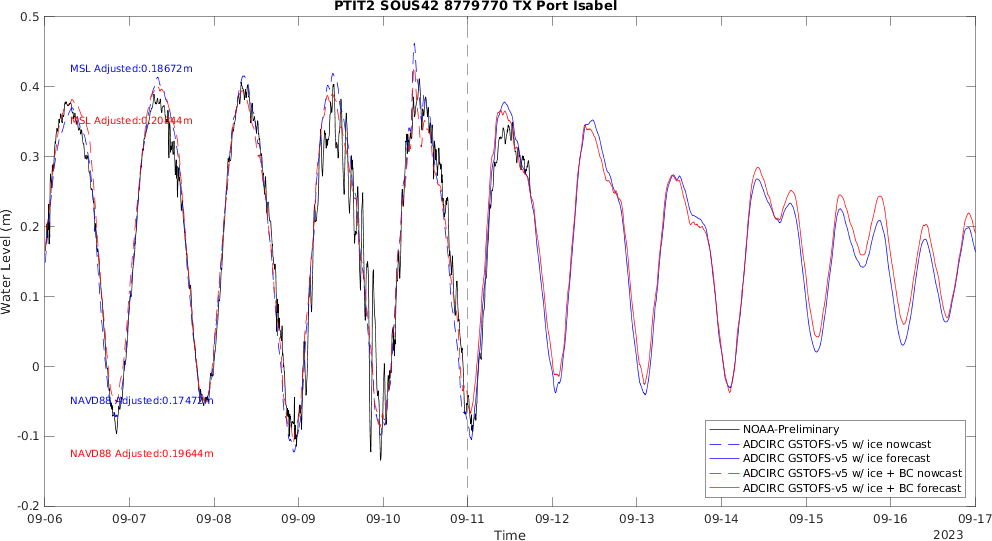 PTIT2 SOUS42 8779770 TX Port Isabel
0.5
0.4
0.3
0.2
0.1
0
-0.1
-0.2
Water Level (m)
MSL Adjusted:0.18672m
MSL Adjusted:0.20444m
NAVD88 Adjusted:0.17472m
NAVD88 Adjusted:0.19644m
NOAA-Preliminary
ADCIRC GSTOFS-v5 w/ ice nowcast
ADCIRC GSTOFS-v5 w/ ice forecast
ADCIRC GSTOFS-v5 w/ ice + BC nowcast
ADCIRC GSTOFS-v5 w/ ice + BC forecast
09-06 09-07 09-08 09-09 09-10 09-11 09-12 09-13 09-14 09-15 09-16 09-17
Time
2023